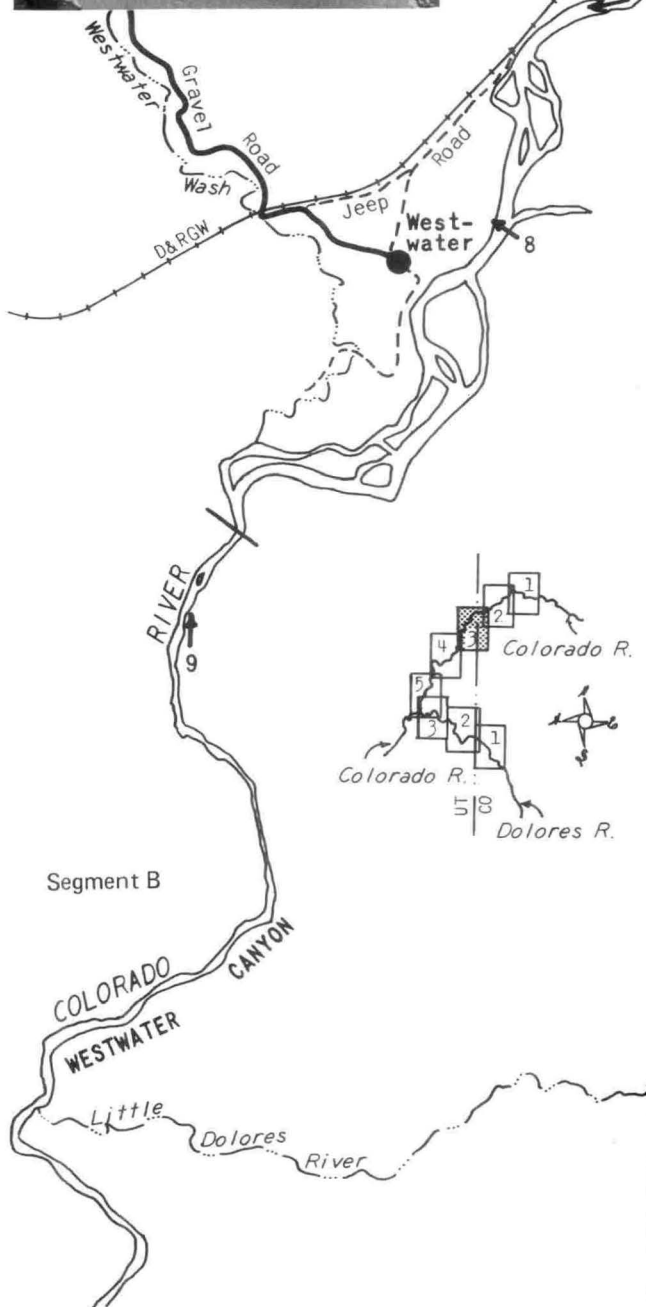 Westwater
Gravel
Road
Wash
Road
Jeep
D&RGW
West-
water
8
RIVER
9
1
2
3
Colorado R.
4
5
3
2
1
Colorado R.
UT
CO
Dolores R.
S
Segment B
COLORADO
CANYON
WESTWATER
Little
Dolores
River